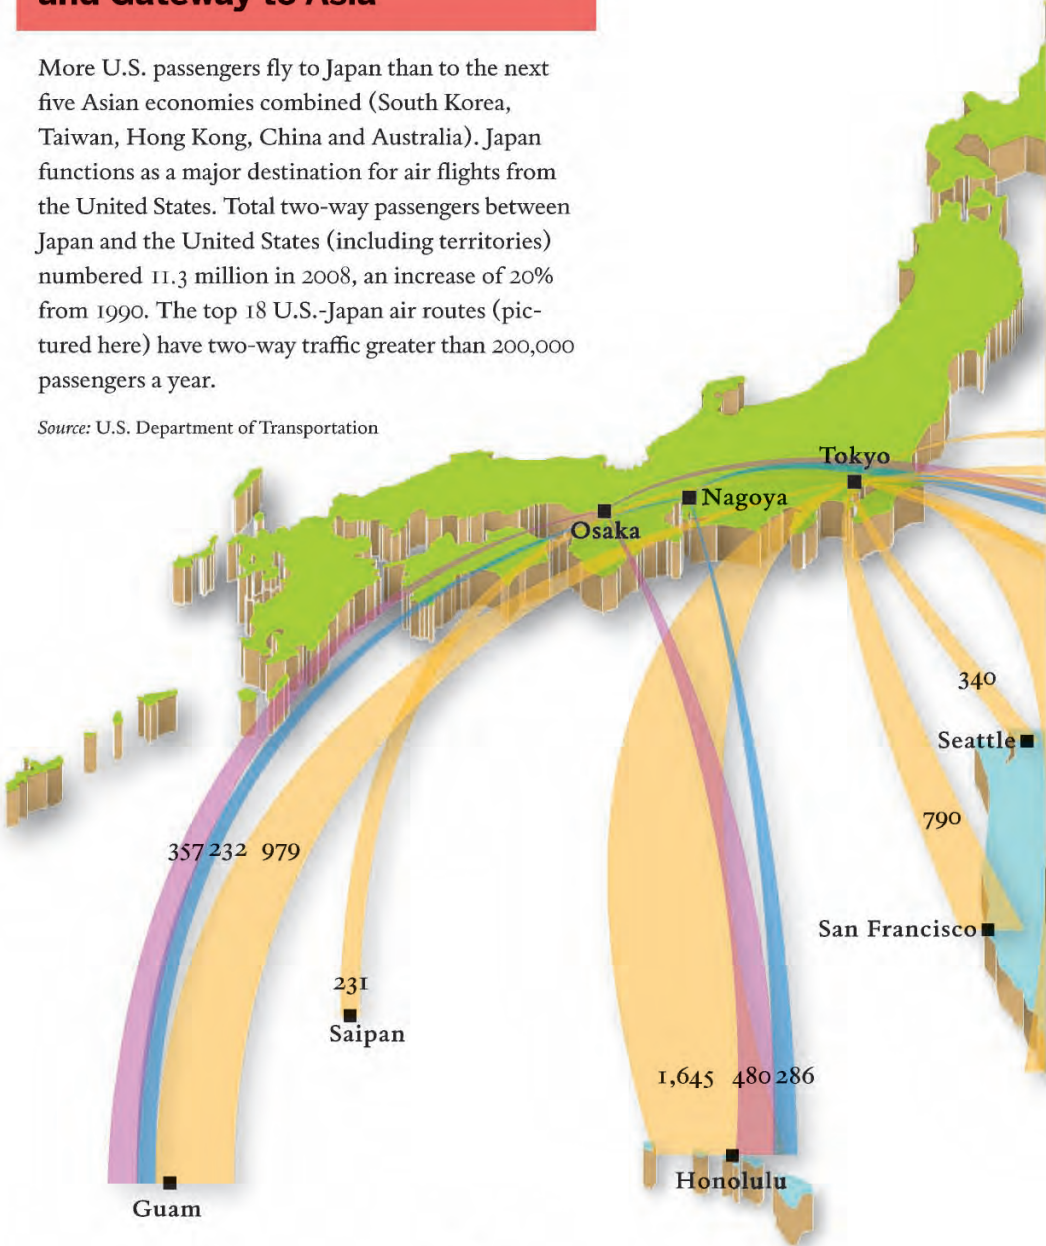 and Gateway to Asia
More U.S. passengers fly to Japan than to the next
five Asian economies combined (South Korea,
Taiwan, Hong Kong, China and Australia). Japan
functions as a major destination for air flights from
the United States. Total two-way passengers between
Japan and the United States (including territories)
numbered 11.3 million in 2008, an increase of 20%
from 1990. The top 18 U.S.-Japan air routes (pic-
tured here) have two-way traffic greater than 200,000
passengers a year.
Source: U.S. Department of Transportation
Tokyo
Nagoya
Osaka
340
Seattle
790
357 232 979
San Francisco
231
Saipan
1,645 480 286
Honolulu
Guam